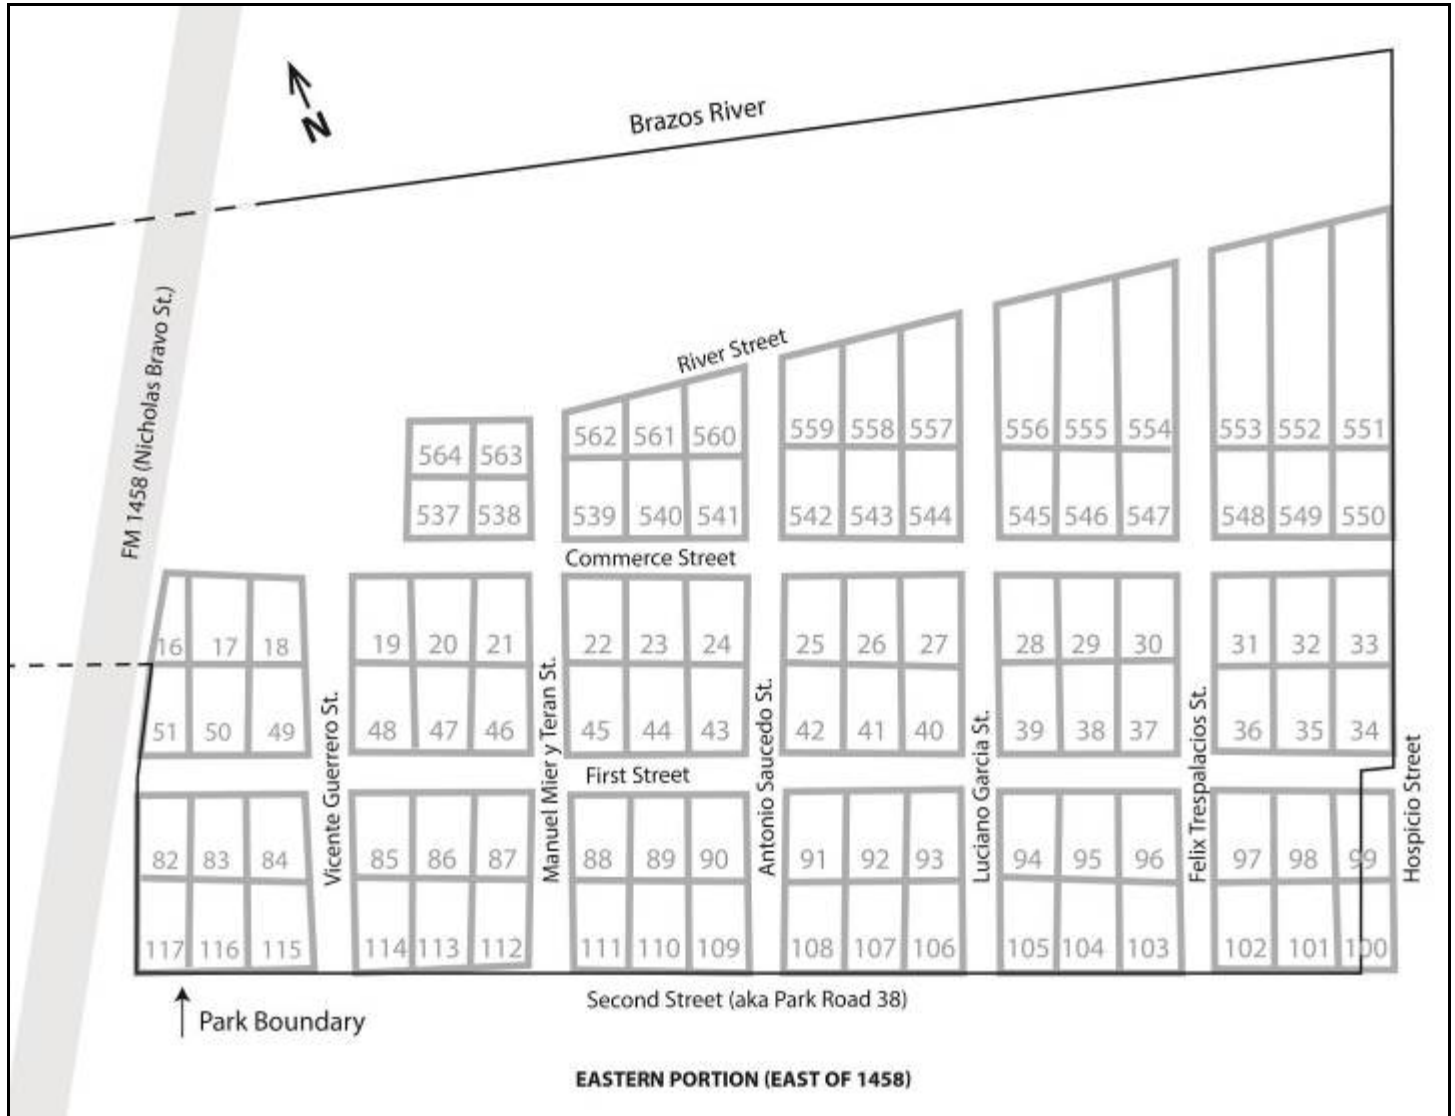 N
Brazos River
FM 1458 (Nicholas Bravo St.)
River Street
564 563
562 561 560
559 558 557
556 555 554
553 552 551
537 538
539 540 541
542 543 544
545 546 547
548 549 550
Commerce Street
16 17 18
19 20 21
22 23 24
25 26 27
28 29 30
31 32 33
51 50 49
48 47 46
45 44 43
42 41 40
39 38 37
36 35 34
Vicente Guerrero St.
Manuel Mier y Teran St.
Antonio Saucedo St.
Luciano Garcia St.
Felix Trespalacios St.
Hospicio Street
First Street
82 83 84
85 86 87
88 89 90
91 92 93
94 95 96
97 98 99
117 116 115
114 113 112
111 110 109
108 107 106
105 104 103
102 101 100
Second Street (aka Park Road 38)
Park Boundary
EASTERN PORTION (EAST OF 1458)